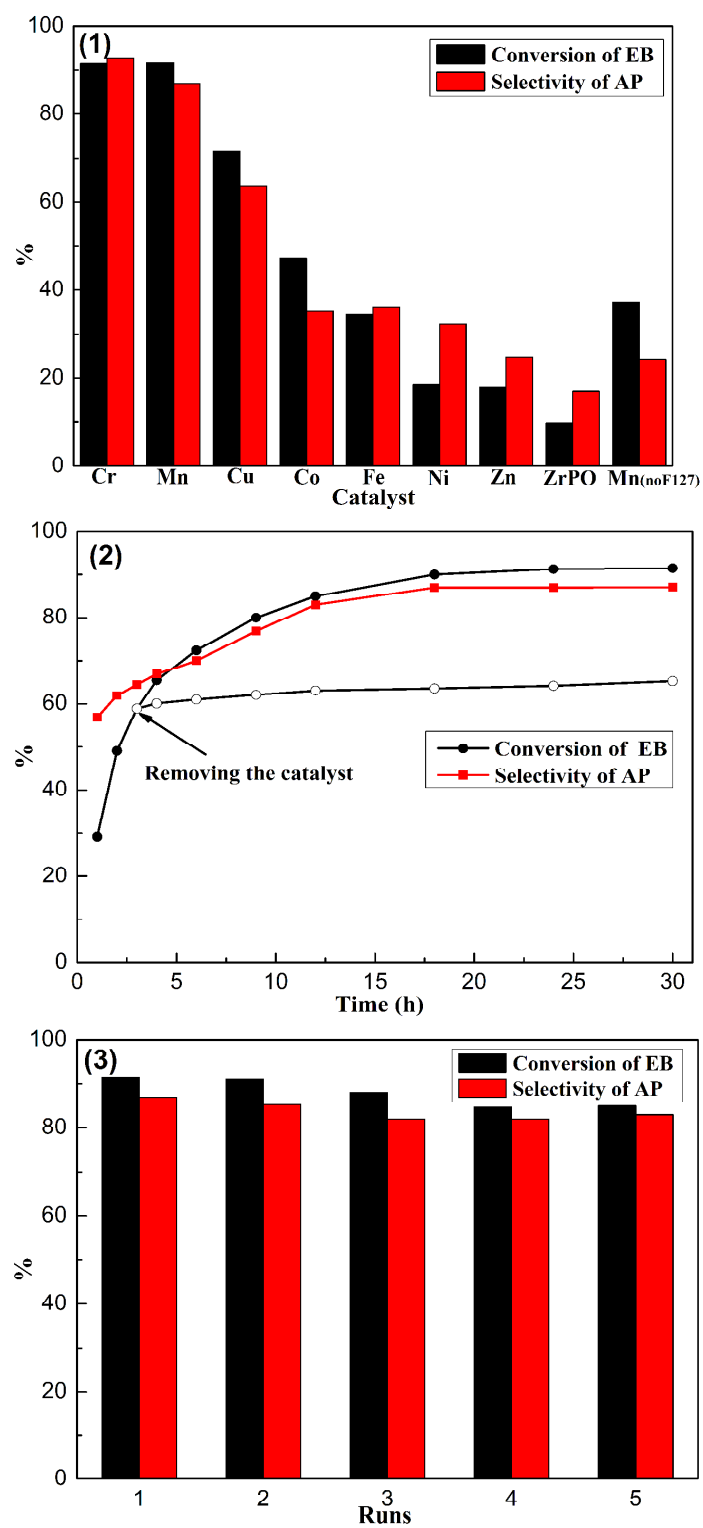 (1)
Conversion of EB
Selectivity of AP
100
80
60
40
20
0
%
Cr Mn Cu Co Fe Ni Zn ZrPO Mn(noF127)
Catalyst
(2)
100
80
60
40
20
0
%
Removing the catalyst
Conversion of EB
Selectivity of AP
0 5 10 15 20 25 30
Time (h)
(3)
Conversion of EB
Selectivity of AP
100
80
60
40
20
0
%
1 2 3 4 5
Runs